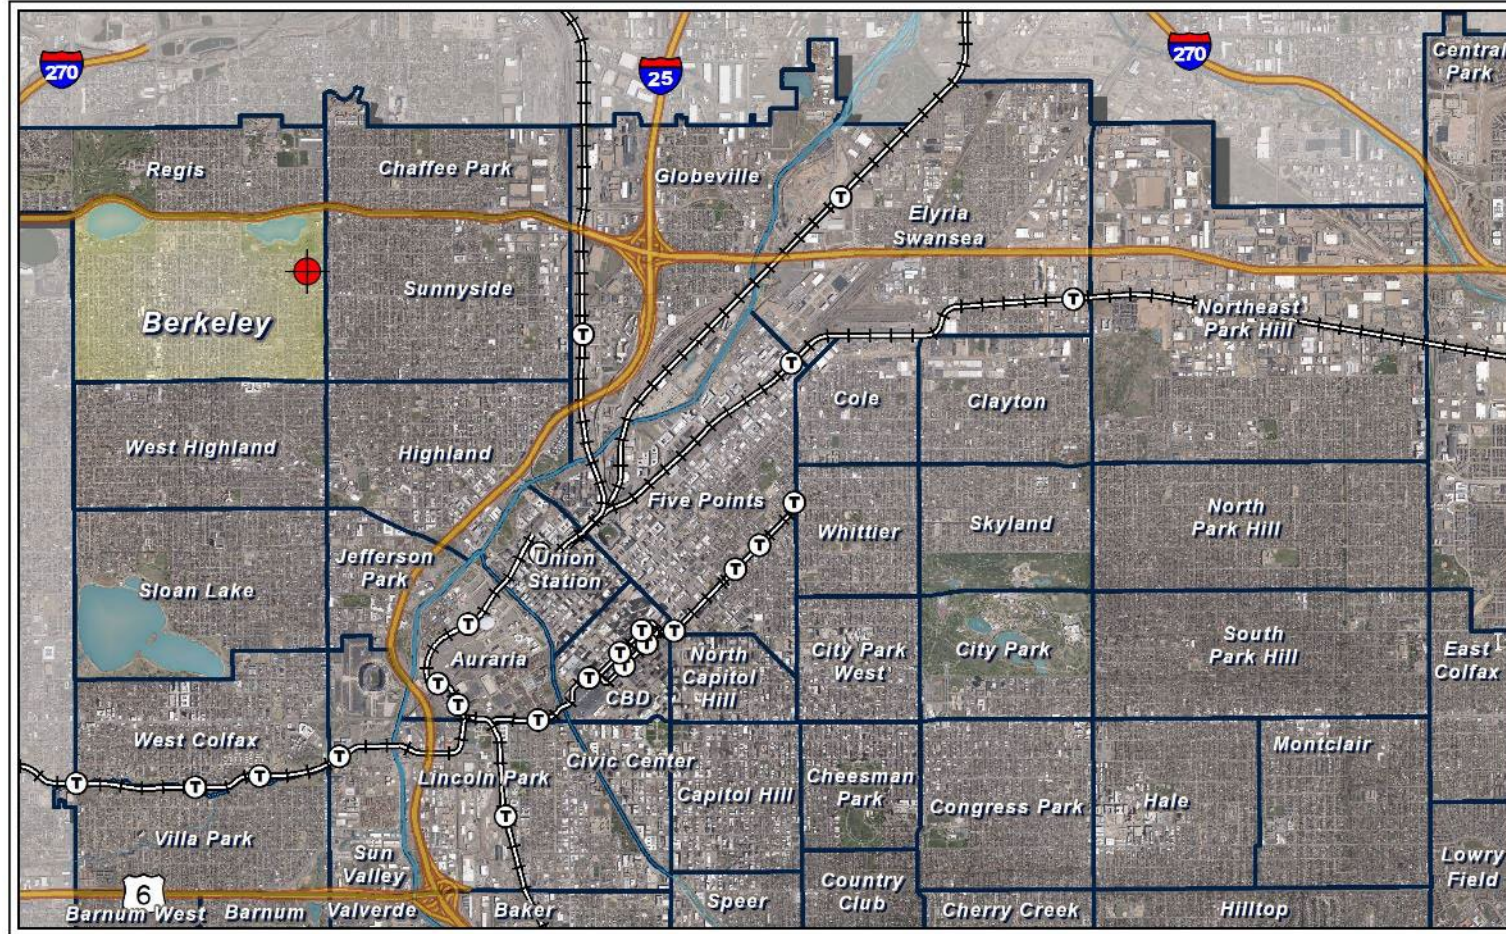 Central
Park
270
25
270
Regis
Chaffee Park
Globeville
T
Elyria
Swansea
Sunnyside
Berkeley
T
T
Northeast
Park Hill
T
Cole
Clayton
West Highland
Highland
Five Points
T
Whittier
Skyland
North
Park Hill
T
T
T
Union
Station
Jefferson
Park
Sloan Lake
T
T
T
T
T
T
T
Auraria
T
T
CBD
North
Capitol
Hill
City Park
West
City Park
South
Park Hill
East
Colfax
T
T
West Colfax
Civic Center
Montclair
T
T
T
T
Lincoln Park
Capitol Hill
Cheesman
Park
Congress Park
Hale
T
Villa Park
Sun
Valley
Lowry
Field
6
Country
Club
Barnum West
Barnum
Valverde
Baker
Speer
Cherry Creek
Hilltop